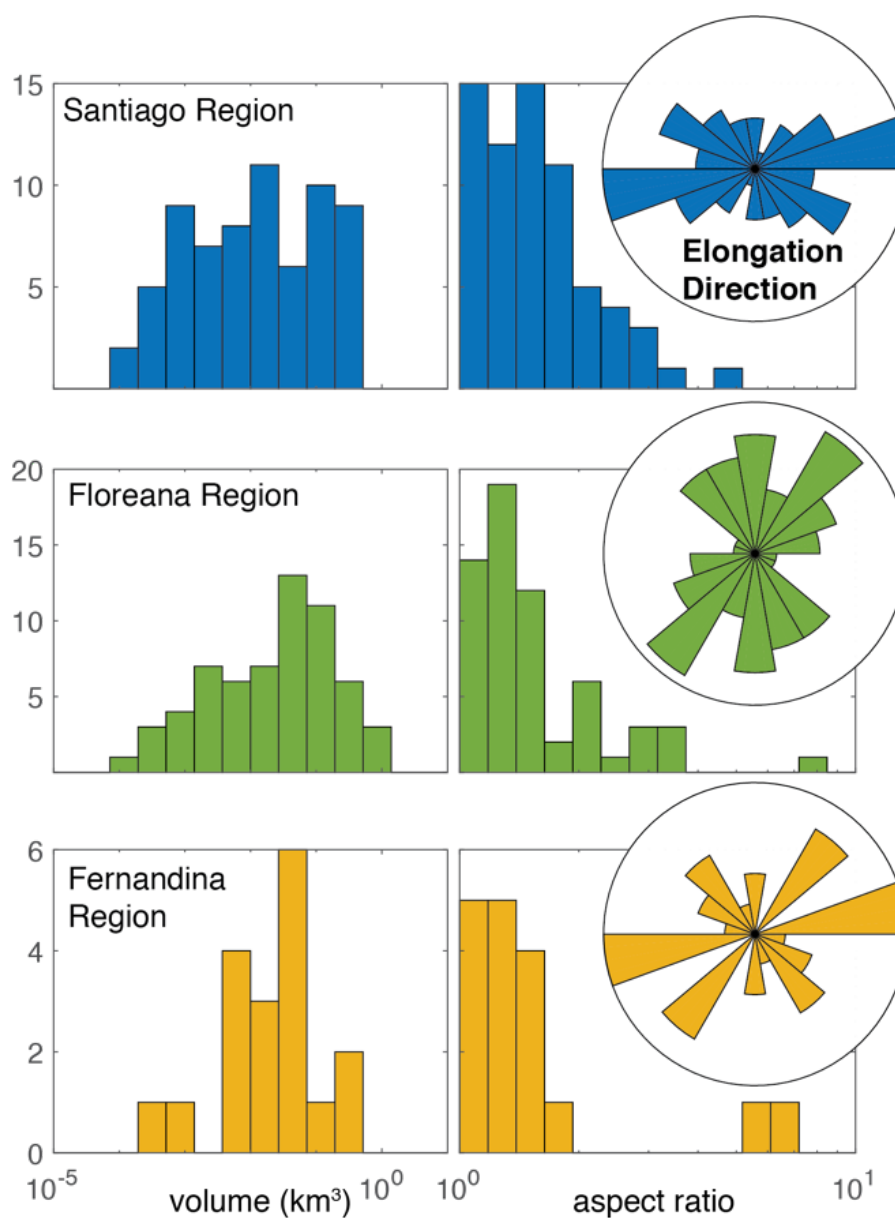 15
Santiago Region
10
5
Elongation
Direction
20
Floreana Region
15
10
5
6
Fernandina
Region
4
2
0
10⁻⁵
volume (km³)
10⁰
10⁰
aspect ratio
10¹